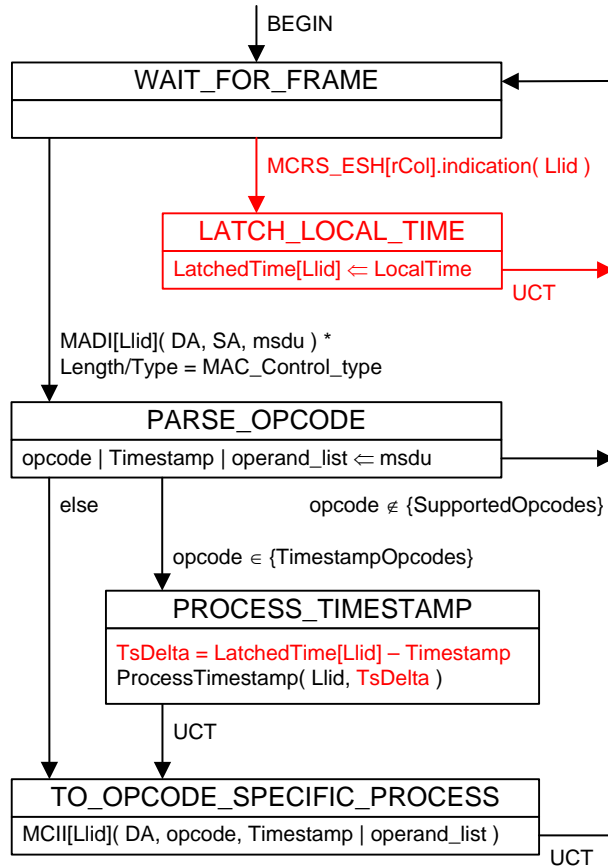 BEGIN
WAIT_FOR_FRAME
MCRS_ESH[rCol].indication( Llid )
LATCH_LOCAL_TIME
LatchedTime[Llid] ⇐ LocalTime
UCT
MADI[Llid]( DA, SA, msdu ) *
Length/Type = MAC_Control_type
PARSE_OPCODE
opcode | Timestamp | operand_list ⇐ msdu
else
opcode ∉ {SupportedOpcodes}
opcode ∈ {TimestampOpcodes}
PROCESS_TIMESTAMP
TsDelta = LatchedTime[Llid] – Timestamp
ProcessTimestamp( Llid, TsDelta )
UCT
TO_OPCODE_SPECIFIC_PROCESS
MCII[Llid]( DA, opcode, Timestamp | operand_list )
UCT